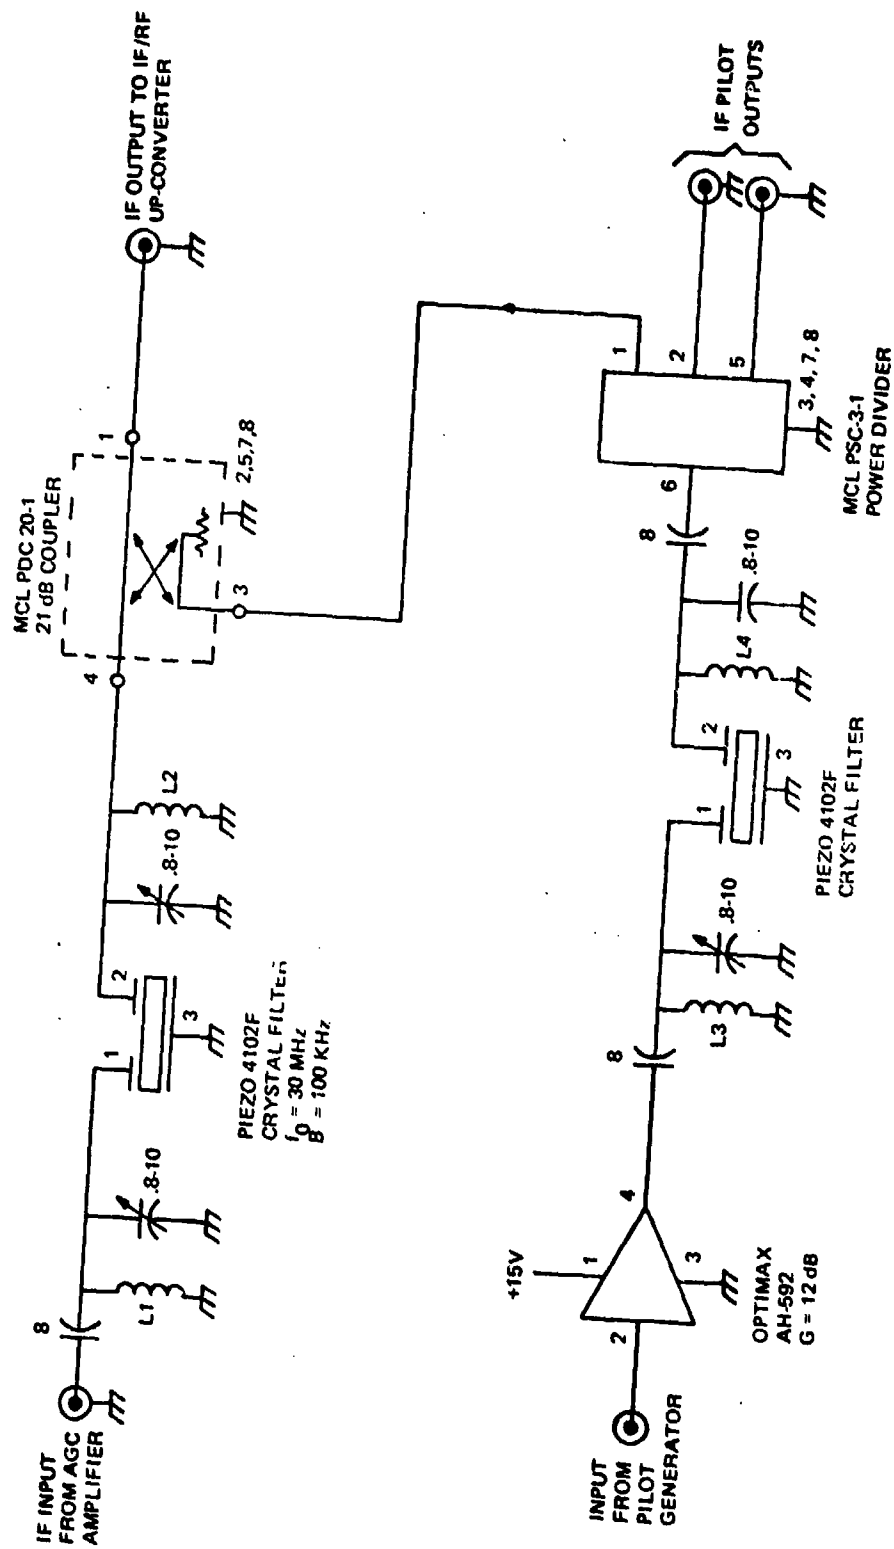 IF INPUT
FROM AGC
AMPLIFIER
8
L1
.8-10
1
2
3
PIEZO 4102F
CRYSTAL FILTER
fO = 30 MHz
B = 100 KHz
.8-10
L2
MCL PDC 20-1
21 dB COUPLER
4
1
3
2,5,7,8
IF OUTPUT TO IF/RF
UP-CONVERTER
INPUT
FROM
PILOT
GENERATOR
2
+15V
1
3
4
OPTIMAX
AH-592
G = 12 dB
8
L3
.8-10
1
2
3
PIEZO 4102F
CRYSTAL FILTER
L4
.8-10
8
6
1
2
5
3, 4, 7, 8
MCL PSC-3-1
POWER DIVIDER
IF PILOT
OUTPUTS